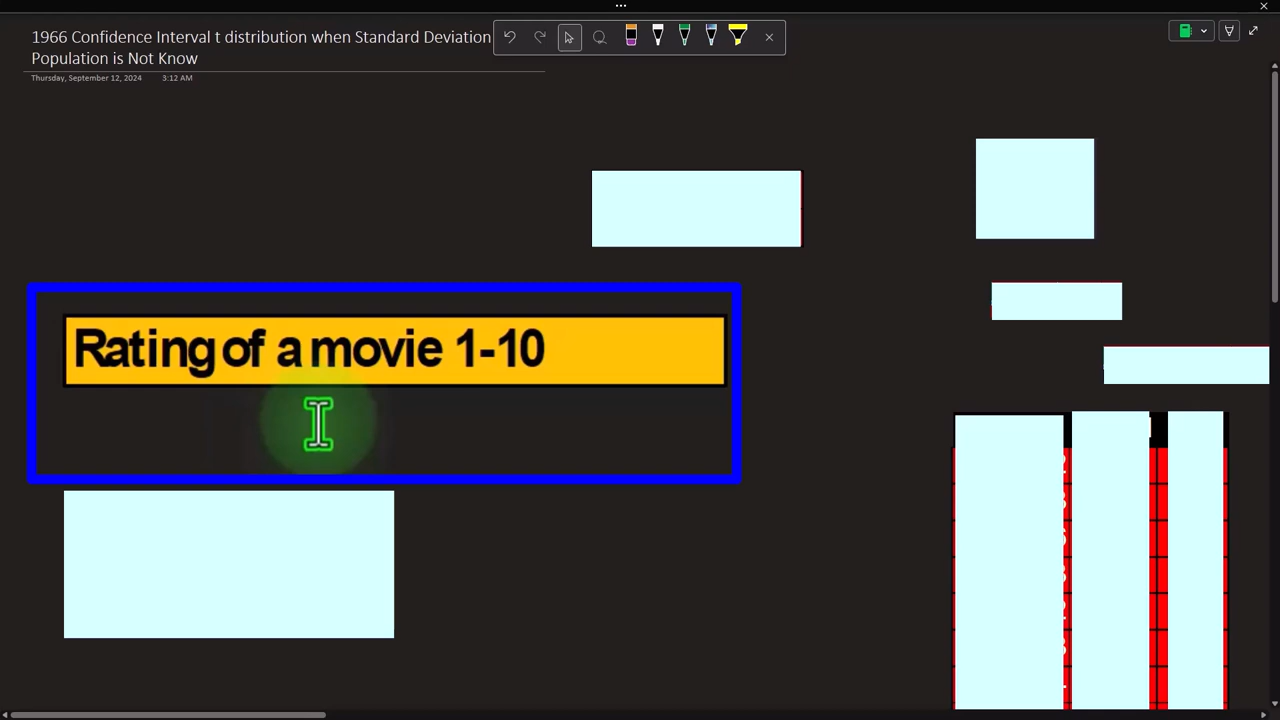 1966 Confidence Interval t distribution when Standard Deviation
Population is Not Know
Thursday, September 12, 2024 3:12 AM
Rating of a movie 1-10